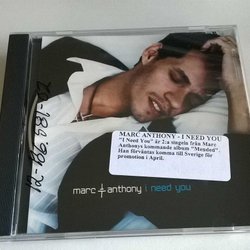 MARC ANTHONY - I NEED YOU
"I Need You" är 2:a singeln från Marc
Anthonys kommande album "Mended".
Han förväntas komma till Sverige för
promotion i April.
marc anthony i need you